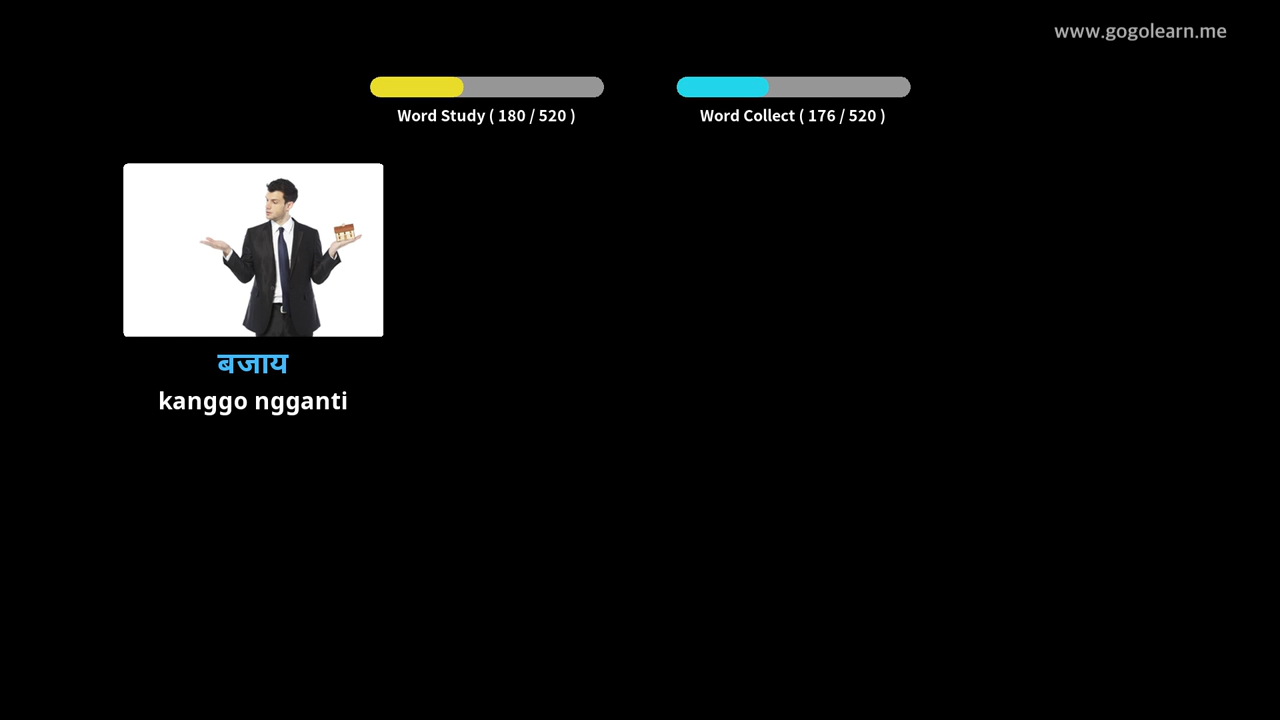 www.gogolearn.me
Word Study ( 180 / 520 )
Word Collect ( 176 / 520 )
बजाय
kanggo ngganti